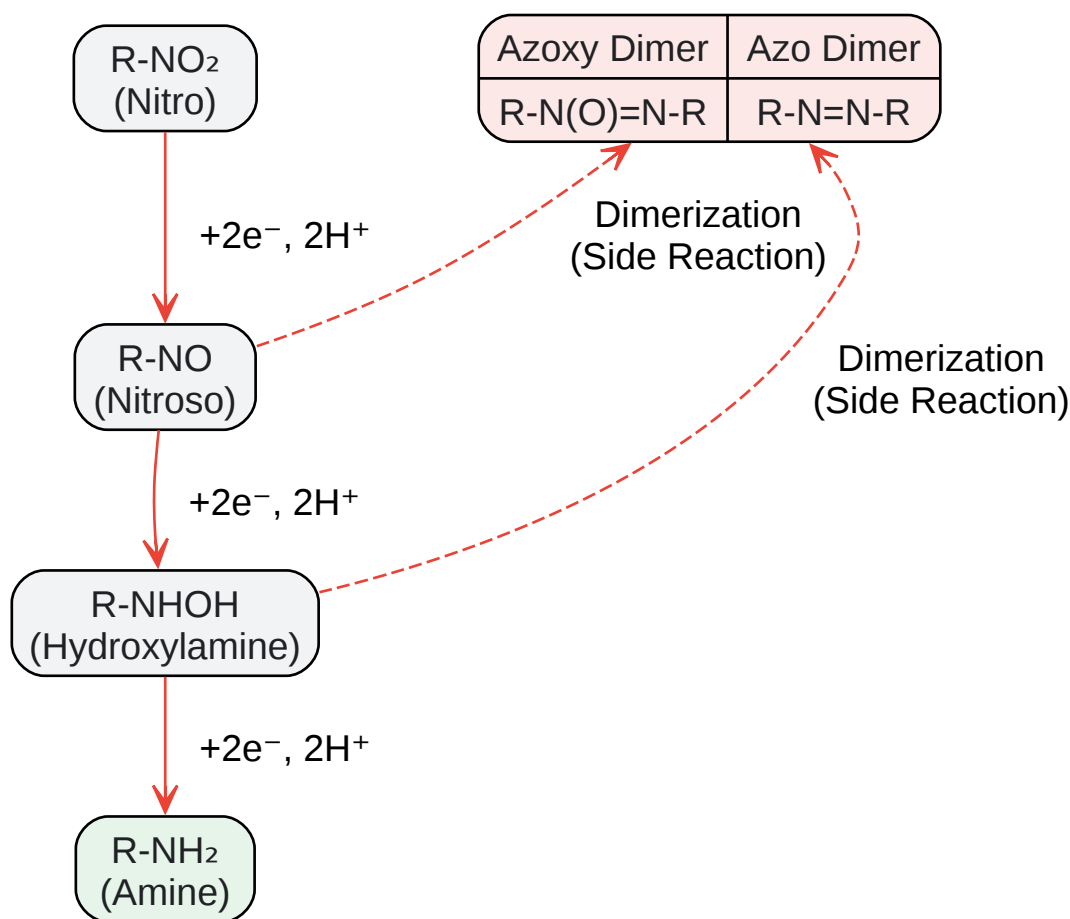 R-NO₂
(Nitro)
Azoxy Dimer
Azo Dimer
R-N(O)=N-R
R-N=N-R
+2e⁻, 2H⁺
Dimerization
(Side Reaction)
R-NO
(Nitroso)
Dimerization
(Side Reaction)
+2e⁻, 2H⁺
R-NHOH
(Hydroxylamine)
+2e⁻, 2H⁺
R-NH₂
(Amine)